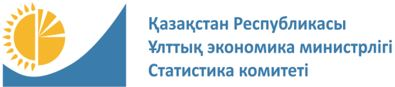 Қазақстан Республикасы
Ұлттық экономика министрлігі
Статистика комитеті